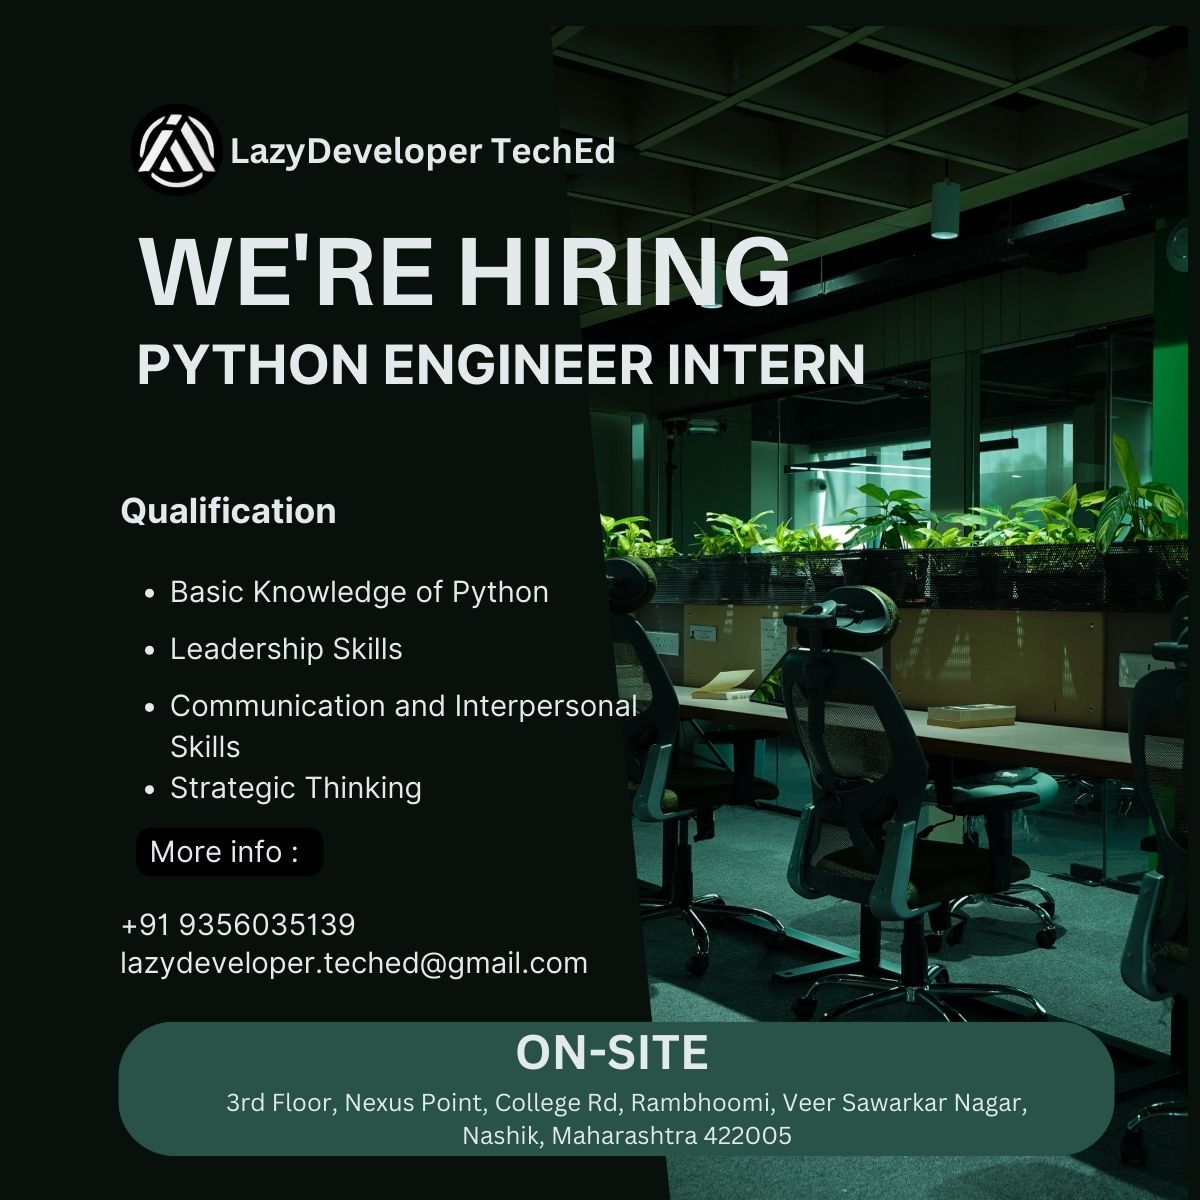 LazyDeveloper TechEd
WE'RE HIRING
PYTHON ENGINEER INTERN
Qualification
• Basic Knowledge of Python
• Leadership Skills
• Communication and Interpersonal
Skills
• Strategic Thinking
More info :
+91 9356035139
lazydeveloper.teched@gmail.com
ON-SITE
3rd Floor, Nexus Point, College Rd, Rambhoomi, Veer Sawarkar Nagar,
Nashik, Maharashtra 422005